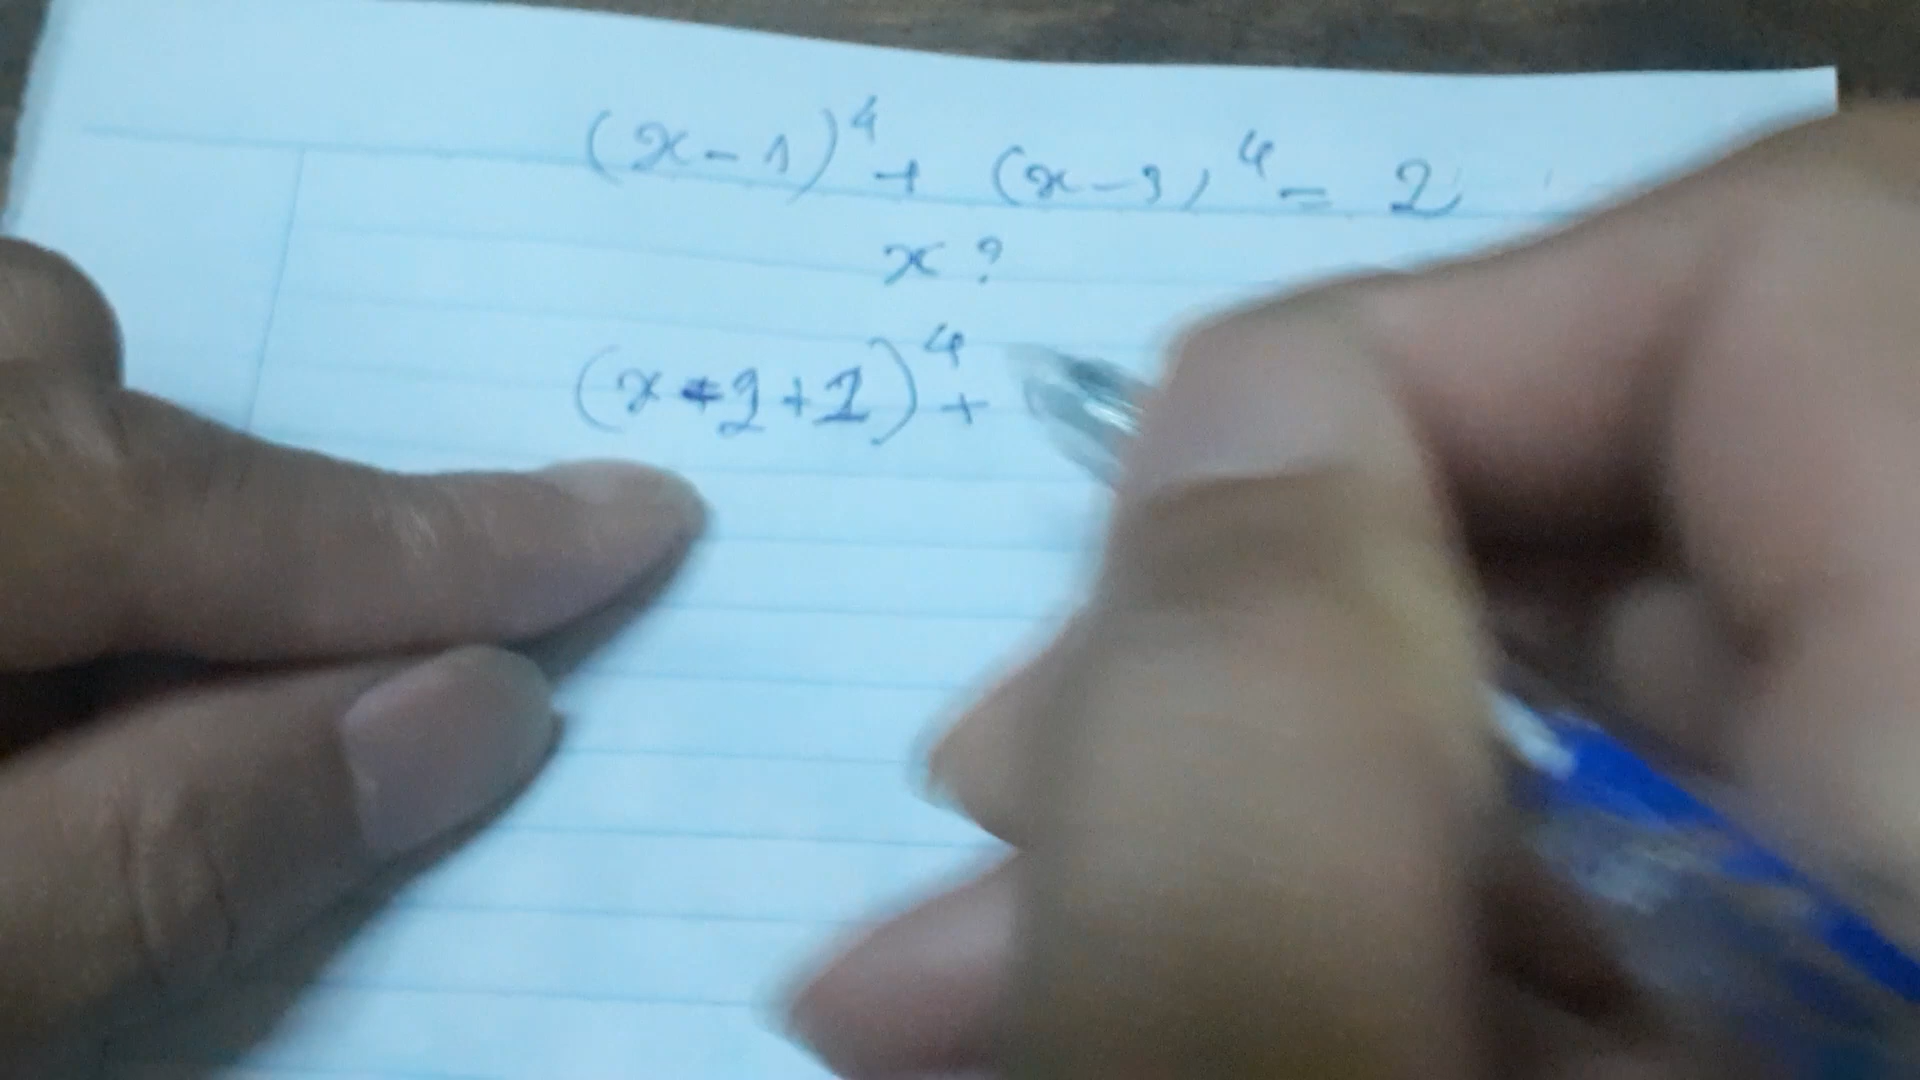 (x-1)⁴ + (x-3)⁴ = 2
x?
(x-2+1)⁴ +